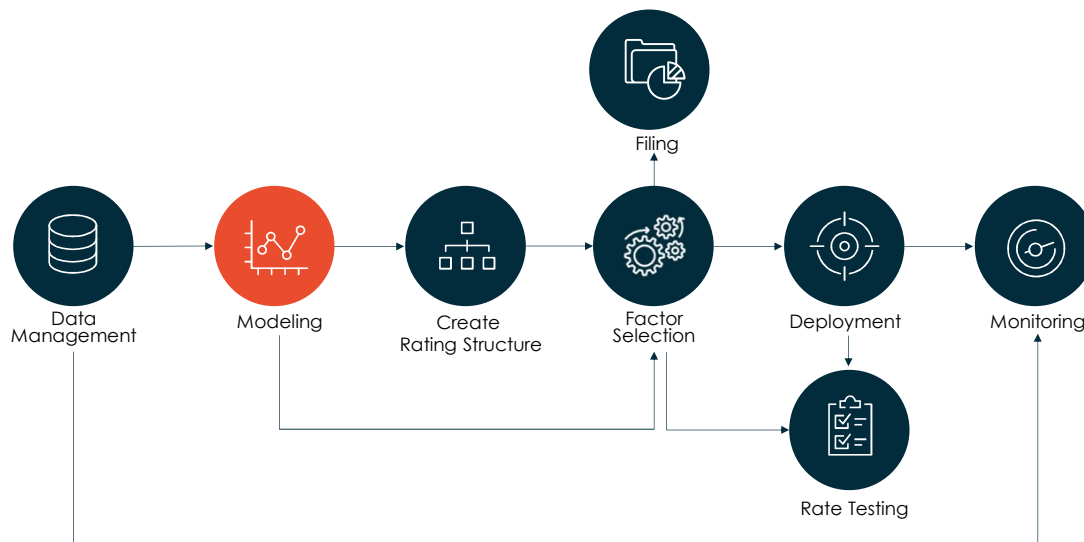 Filing
Data
Management
Modeling
Create
Rating Structure
Factor
Selection
Deployment
Monitoring
Rate Testing